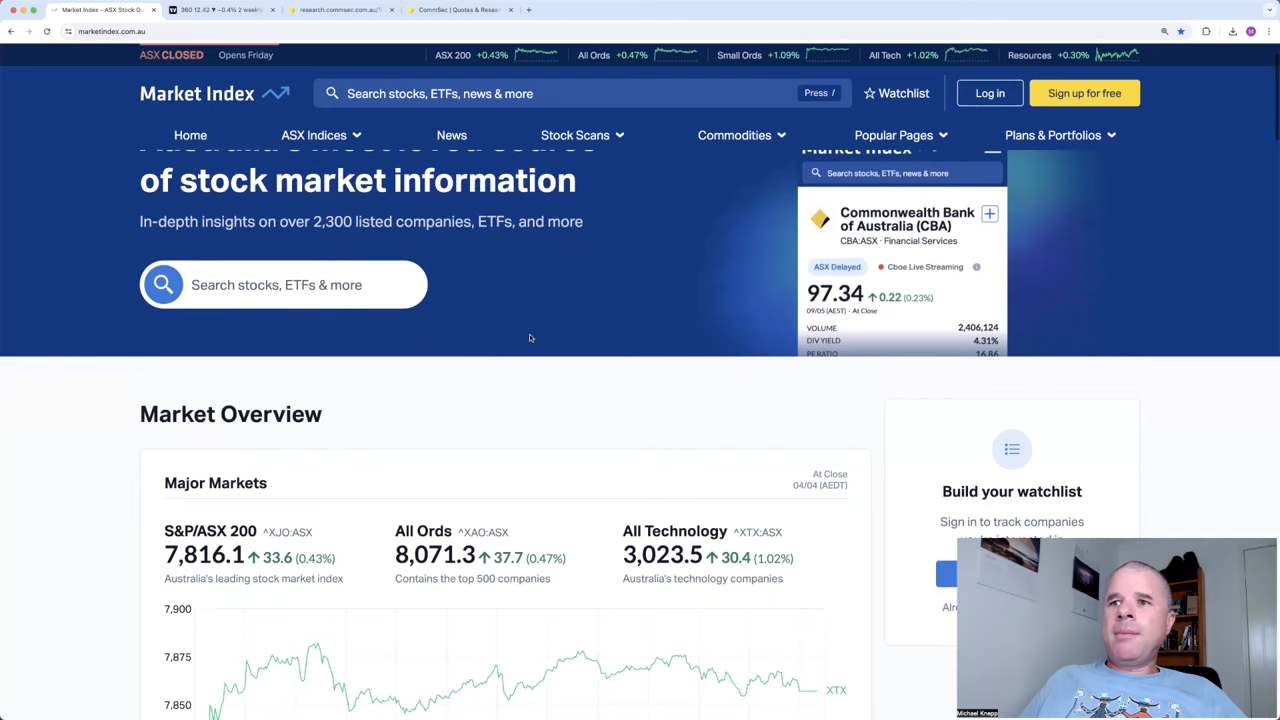 Market Index - ASX Stock Qu
360 12.42 ▼ −0.4% 2 weekly
research.commsec.com.au/
CommSec | Quotes & Resea
marketindex.com.au
ASX CLOSED Opens Friday
ASX 200 +0.43%
All Ords +0.47%
Small Ords +1.09%
All Tech +1.02%
Resources +0.30%
Market Index
Search stocks, ETFs, news & more
Press /
Watchlist
Log in
Sign up for free
Home
ASX Indices
News
Stock Scans
Commodities
Popular Pages
Plans & Portfolios
of stock market information
In-depth insights on over 2,300 listed companies, ETFs, and more
Search stocks, ETFs & more
Market Index
Search stocks, ETFs, news & more
Commonwealth Bank
of Australia (CBA)
CBA:ASX · Financial Services
ASX Delayed
Cboe Live Streaming
97.34 ↑0.22 (0.23%)
09/05 (AEST) · At Close
VOLUME 2,406,124
DIV YIELD 4.31%
PE RATIO 16.86
Market Overview
Major Markets
At Close
04/04 (AEDT)
S&P/ASX 200 ^XJO:ASX
7,816.1 ↑ 33.6 (0.43%)
Australia's leading stock market index
All Ords ^XAO:ASX
8,071.3 ↑ 37.7 (0.47%)
Contains the top 500 companies
All Technology ^XTX:ASX
3,023.5 ↑ 30.4 (1.02%)
Australia's technology companies
7,900
7,875
7,850
XTX
Build your watchlist
Sign in to track companies
Michael Knepp